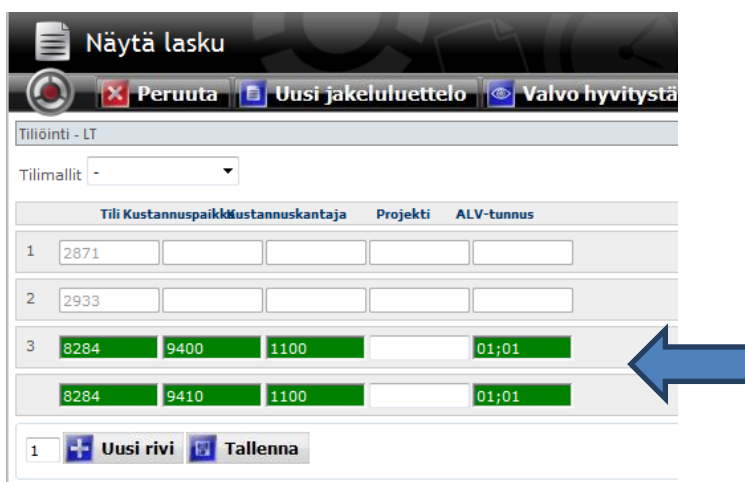 Näytä lasku
Peruuta Uusi jakeluluettelo Valvo hyvitystä
Tiliöinti - LT
Tilimallit -
Tili Kustannuspaikka Kustannuskantaja Projekti ALV-tunnus
1 2871
2 2933
3 8284 9400 1100 01;01
8284 9410 1100 01;01
1 Uusi rivi Tallenna